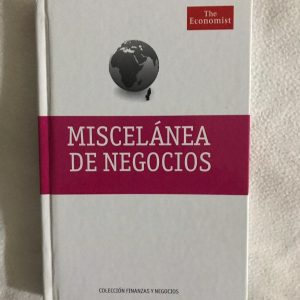 The
Economist
MISCELÁNEA
DE NEGOCIOS
COLECCIÓN FINANZAS Y NEGOCIOS